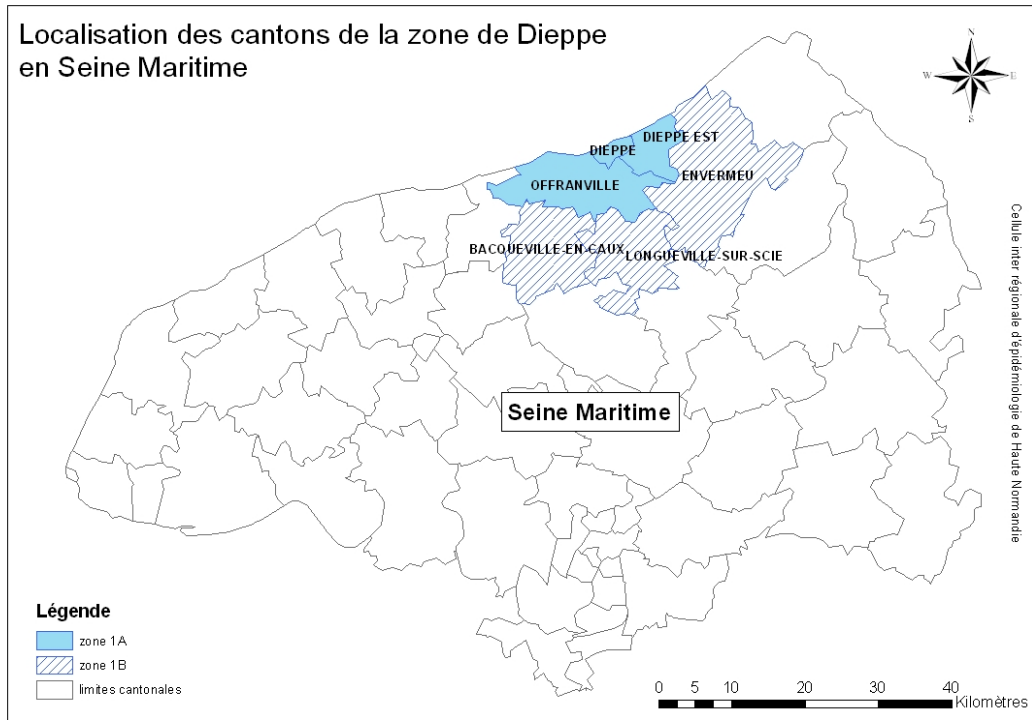 Localisation des cantons de la zone de Dieppe
en Seine Maritime
N
W
E
S
DIEPPE EST
DIEPPE
ENVERMEU
OFFRANVILLE
BACQUEVILLE-EN-CAUX
LONGUEVILLE-SUR-SCIE
Seine Maritime
Cellule inter régionale d'épidémiologie de Haute Normandie
Légende
zone 1A
zone 1B
limites cantonales
0 5 10 20 30 40
Kilomètres